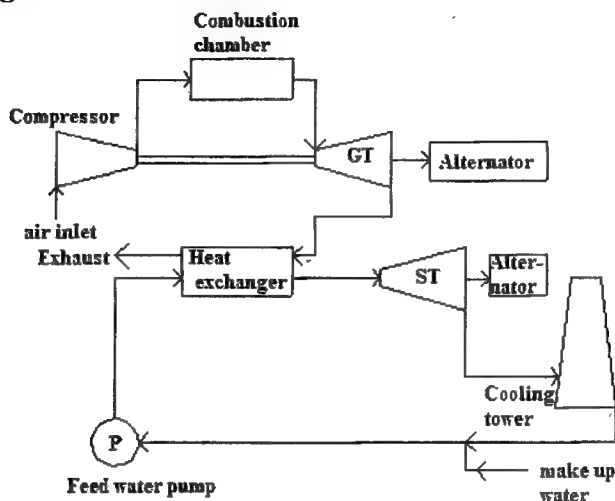 Combustion
chamber
Compressor
GT
Alternator
air inlet
Exhaust
Heat
exchanger
ST
Alter-
nator
Cooling
tower
P
Feed water pump
make up
water